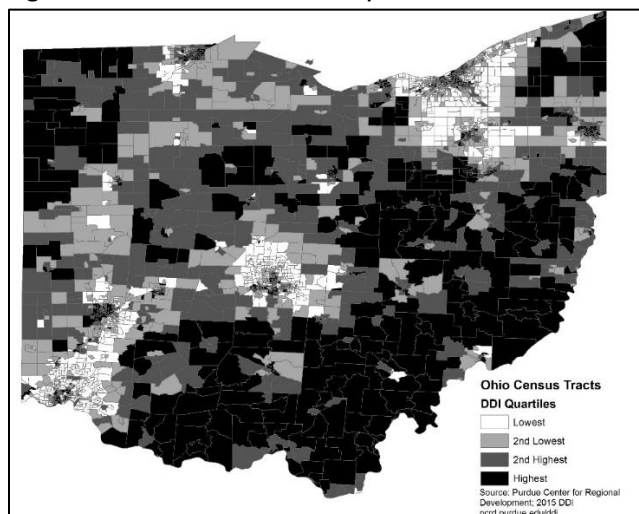 Ohio Census Tracts
DDI Quartiles
Lowest
2nd Lowest
2nd Highest
Highest
Source: Purdue Center for Regional
Development; 2015 DDI
pcrd.purdue.edu/ddi